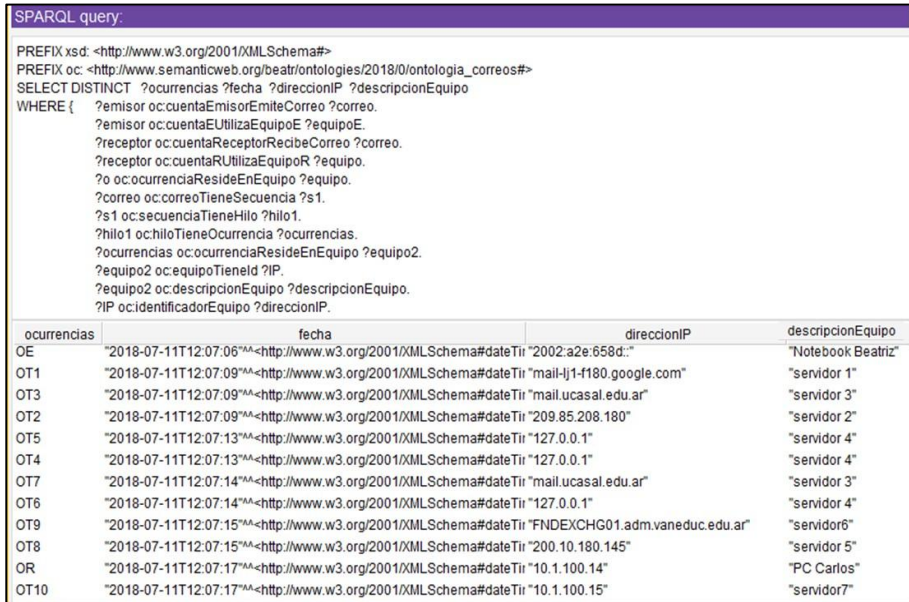 SPARQL query:
PREFIX xsd: <http://www.w3.org/2001/XMLSchema#>
PREFIX oc: <http://www.semanticweb.org/beatr/ontologies/2018/0/ontologia_correos#>
SELECT DISTINCT ?ocurrencias ?fecha ?direccionIP ?descripcionEquipo
WHERE { ?emisor oc:cuentaEmisorEmiteCorreo ?correo.
?emisor oc:cuentaEUtilizaEquipoE ?equipoE.
?receptor oc:cuentaReceptorRecibeCorreo ?correo.
?receptor oc:cuentaRUtilizaEquipoR ?equipo.
?o oc:ocurrenciaResideEnEquipo ?equipo.
?correo oc:correoTieneSecuencia ?s1.
?s1 oc:secuenciaTieneHilo ?hilo1.
?hilo1 oc:hiloTieneOcurrencia ?ocurrencias.
?ocurrencias oc:ocurrenciaResideEnEquipo ?equipo2.
?equipo2 oc:equipoTieneId ?IP.
?equipo2 oc:descripcionEquipo ?descripcionEquipo.
?IP oc:identificadorEquipo ?direccionIP.
ocurrencias fecha direccionIP descripcionEquipo
OE "2018-07-11T12:07:06"^^<http://www.w3.org/2001/XMLSchema#dateTir "2002:a2e:658d::" "Notebook Beatriz"
OT1 "2018-07-11T12:07:09"^^<http://www.w3.org/2001/XMLSchema#dateTir "mail-lj1-f180.google.com" "servidor 1"
OT3 "2018-07-11T12:07:09"^^<http://www.w3.org/2001/XMLSchema#dateTir "mail.ucasal.edu.ar" "servidor 3"
OT2 "2018-07-11T12:07:09"^^<http://www.w3.org/2001/XMLSchema#dateTir "209.85.208.180" "servidor 2"
OT5 "2018-07-11T12:07:13"^^<http://www.w3.org/2001/XMLSchema#dateTir "127.0.0.1" "servidor 4"
OT4 "2018-07-11T12:07:13"^^<http://www.w3.org/2001/XMLSchema#dateTir "127.0.0.1" "servidor 4"
OT7 "2018-07-11T12:07:14"^^<http://www.w3.org/2001/XMLSchema#dateTir "mail.ucasal.edu.ar" "servidor 3"
OT6 "2018-07-11T12:07:14"^^<http://www.w3.org/2001/XMLSchema#dateTir "127.0.0.1" "servidor 4"
OT9 "2018-07-11T12:07:15"^^<http://www.w3.org/2001/XMLSchema#dateTir "FNDEXCHG01.adm.vaneduc.edu.ar" "servidor6"
OT8 "2018-07-11T12:07:15"^^<http://www.w3.org/2001/XMLSchema#dateTir "200.10.180.145" "servidor 5"
OR "2018-07-11T12:07:17"^^<http://www.w3.org/2001/XMLSchema#dateTir "10.1.100.14" "PC Carlos"
OT10 "2018-07-11T12:07:17"^^<http://www.w3.org/2001/XMLSchema#dateTir "10.1.100.15" "servidor7"